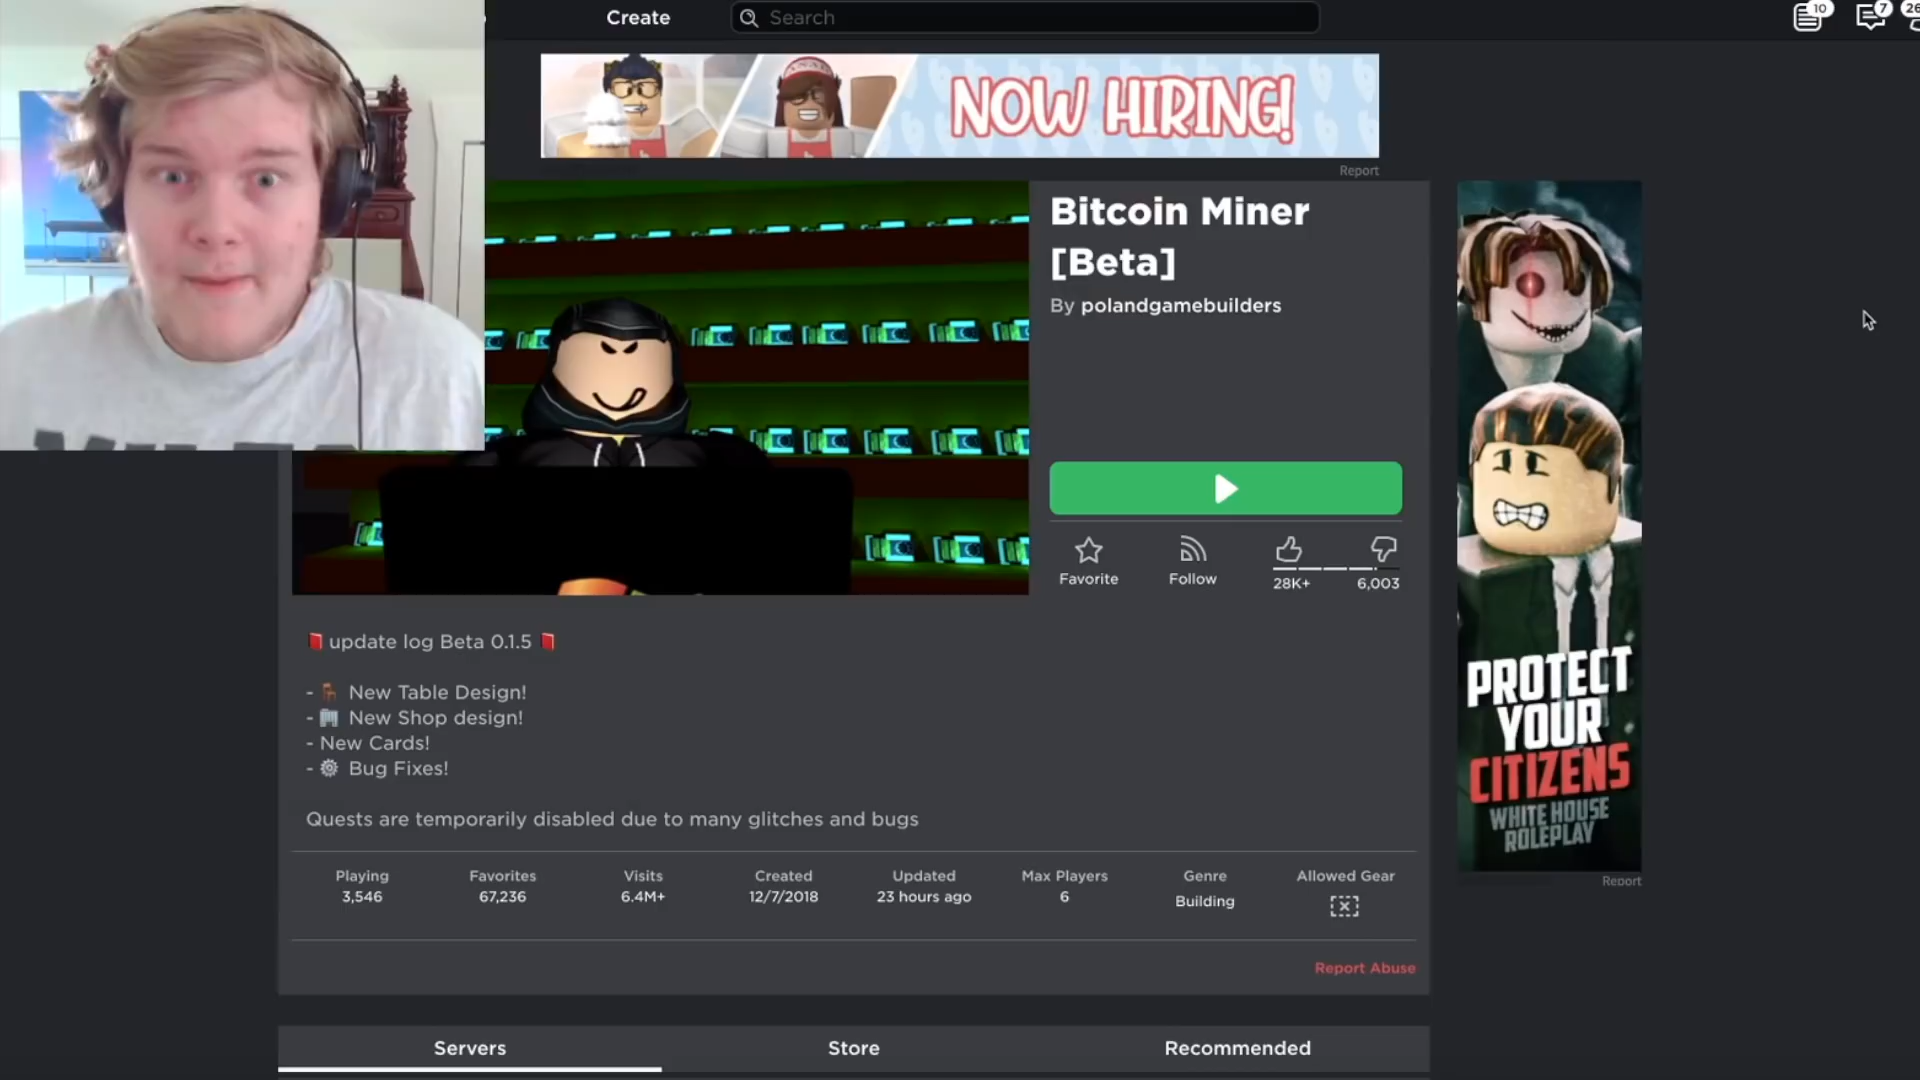 Create
Search
10
7
26
NOW HIRING!
Report
Bitcoin Miner
[Beta]
By polandgamebuilders
Favorite
Follow
28K+
6,003
update log Beta 0.1.5
- New Table Design!
- New Shop design!
- New Cards!
- Bug Fixes!
Quests are temporarily disabled due to many glitches and bugs
Playing
3,546
Favorites
67,236
Visits
6.4M+
Created
12/7/2018
Updated
23 hours ago
Max Players
6
Genre
Building
Allowed Gear
Report Abuse
PROTECT
YOUR
CITIZENS
WHITE HOUSE
ROLEPLAY
Report
Servers
Store
Recommended